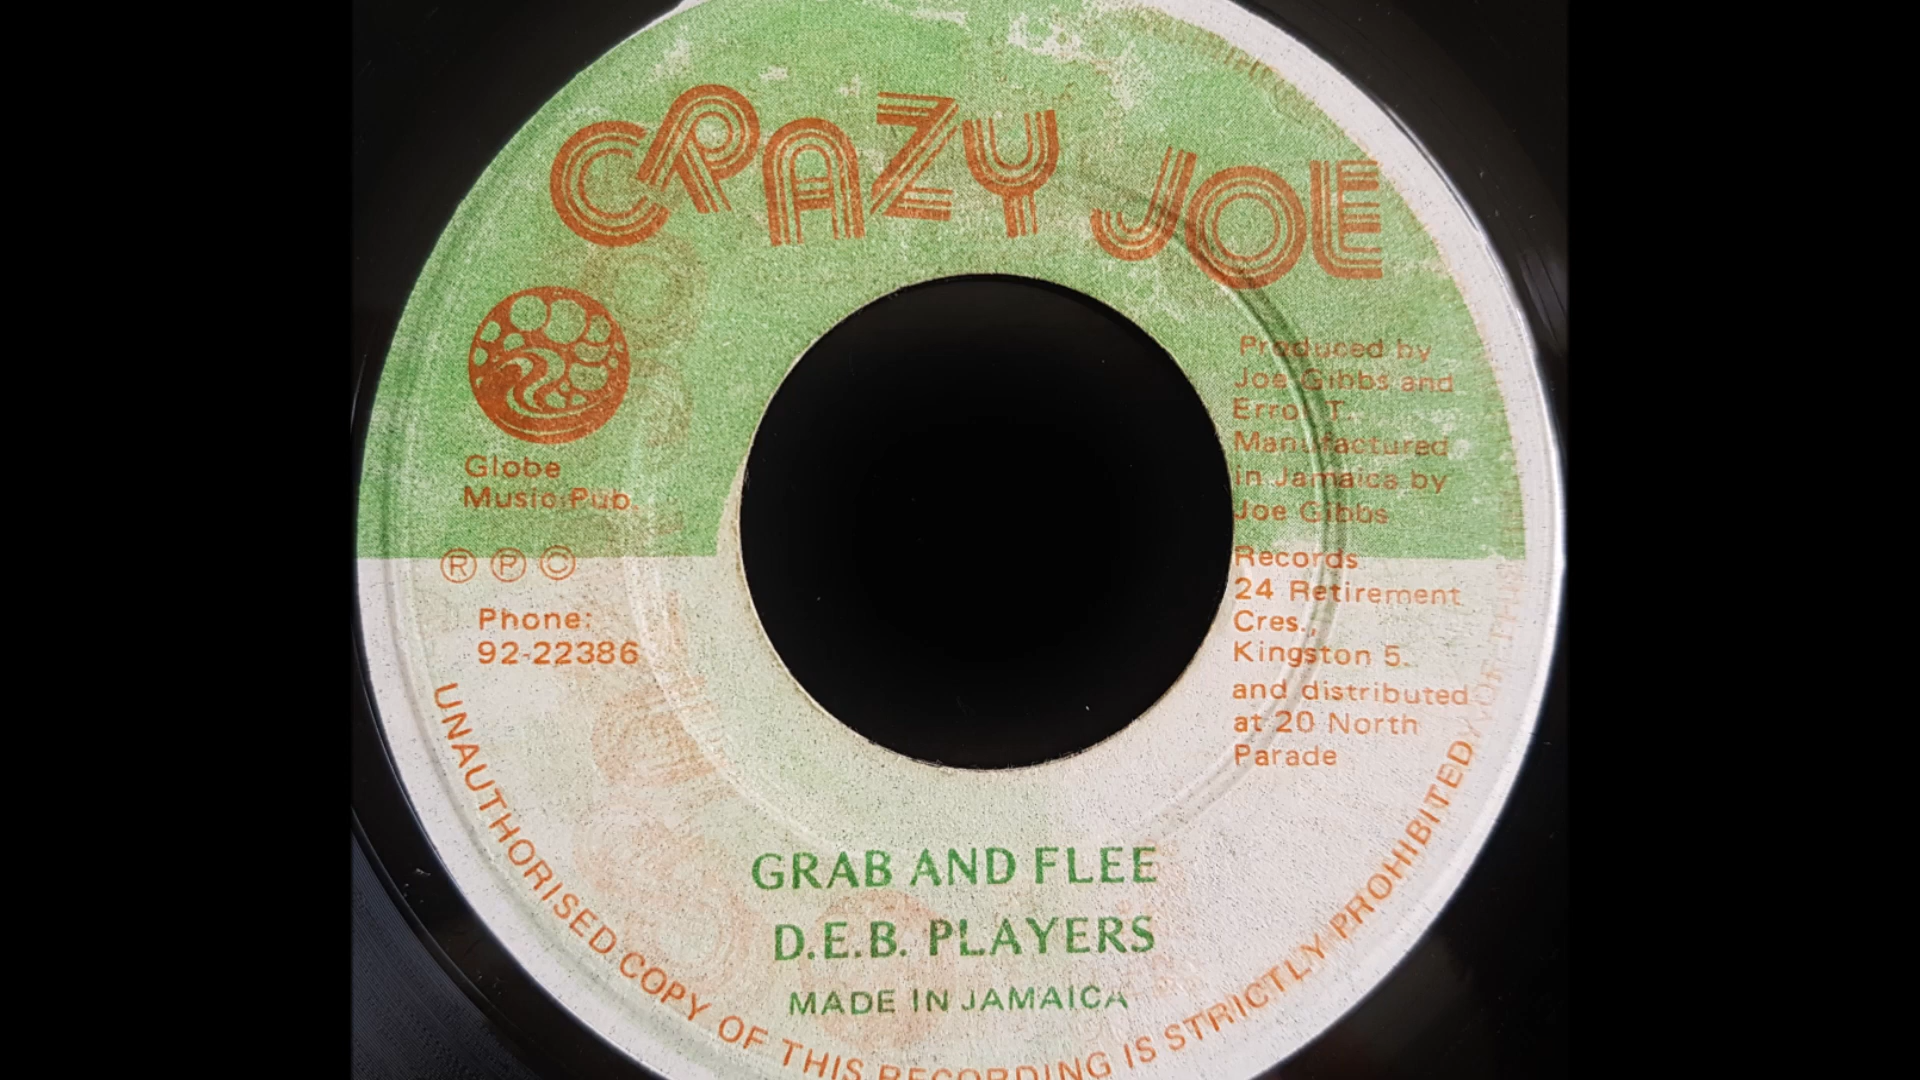 CRAZY JOE
Globe
Music Pub.
Ⓡ Ⓟ ©
Phone:
92-22386
Produced by
Joe Gibbs and
Errol T.
Manufactured
in Jamaica by
Joe Gibbs
Records
24 Retirement
Cres.,
Kingston 5.
and distributed
at 20 North
Parade
GRAB AND FLEE
D.E.B. PLAYERS
MADE IN JAMAICA
UNAUTHORISED COPY OF THIS RECORDING IS STRICTLY PROHIBITED